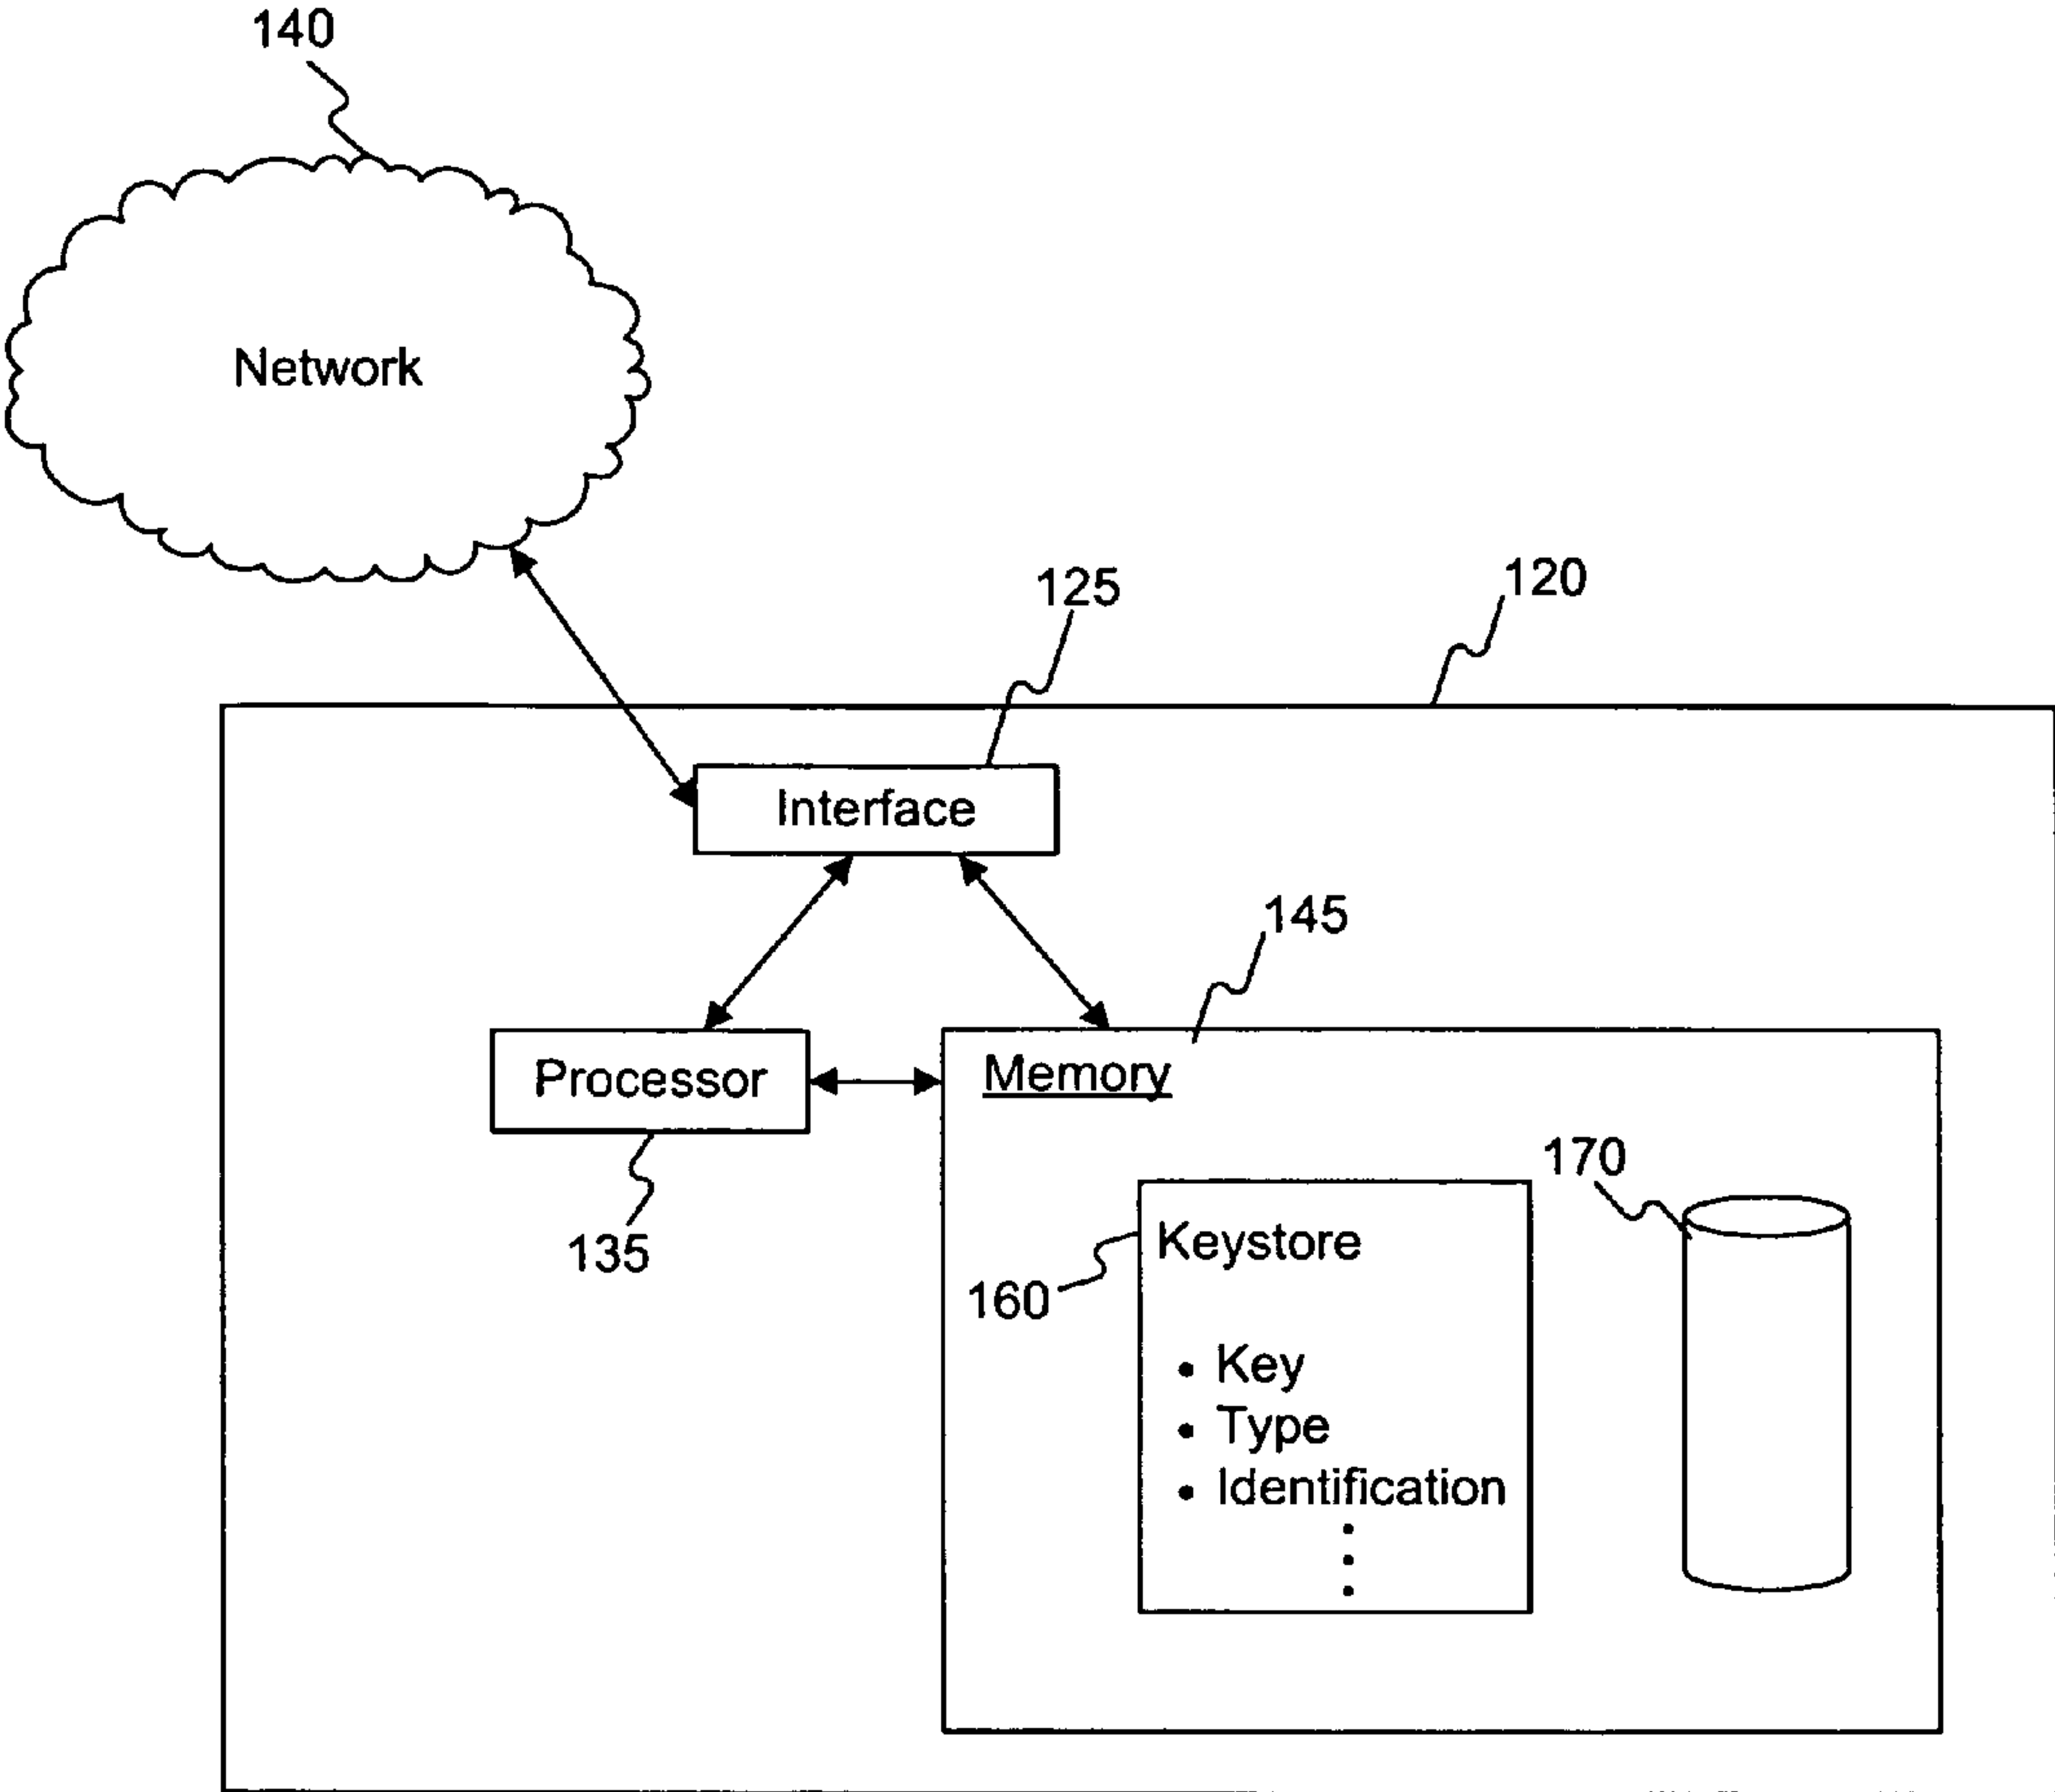 140
Network
125
120
Interface
145
Processor
Memory
170
135
Keystore
160
• Key
• Type
• Identification